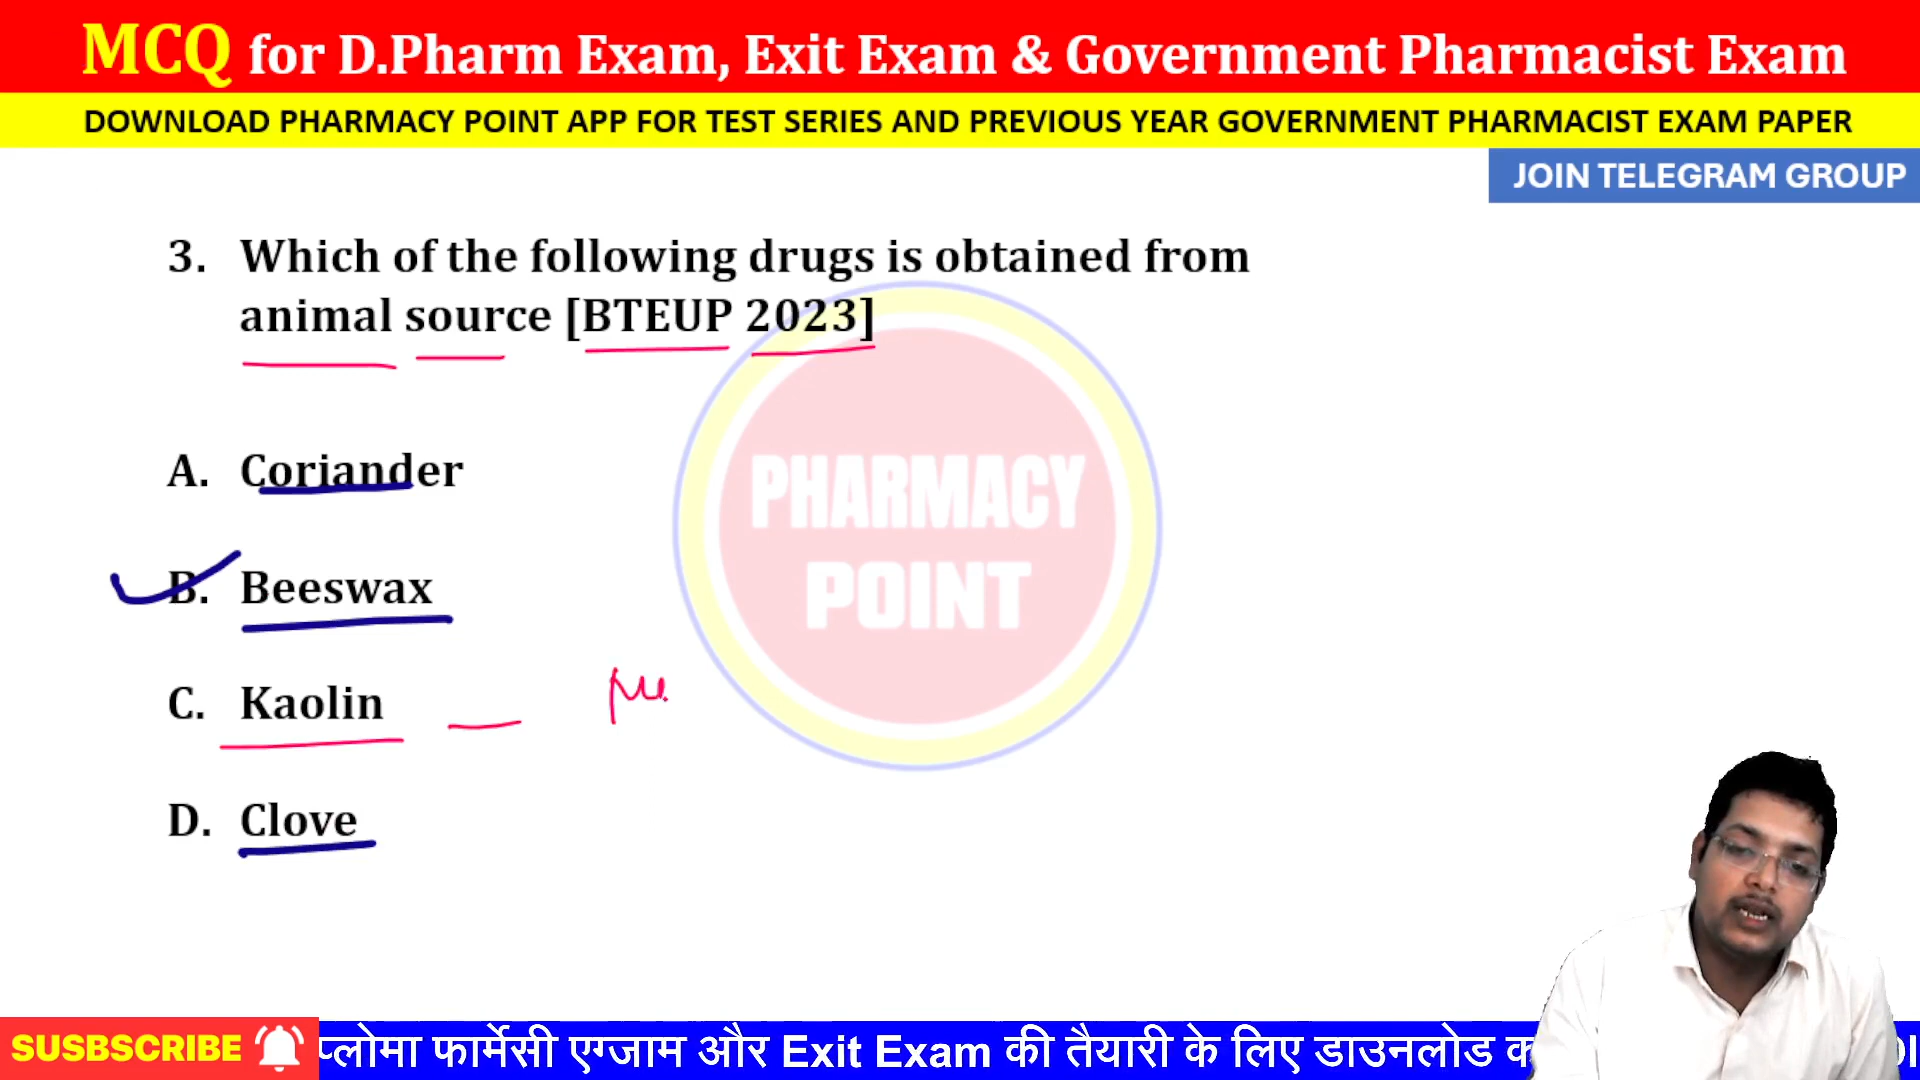 MCQ for D.Pharm Exam, Exit Exam & Government Pharmacist Exam
DOWNLOAD PHARMACY POINT APP FOR TEST SERIES AND PREVIOUS YEAR GOVERNMENT PHARMACIST EXAM PAPER
JOIN TELEGRAM GROUP
3. Which of the following drugs is obtained from
animal source [BTEUP 2023]
A. Coriander
B. Beeswax
C. Kaolin
D. Clove
PHARMACY
POINT
SUSBSCRIBE
प्लोमा फार्मेसी एग्जाम और Exit Exam की तैयारी के लिए डाउनलोड